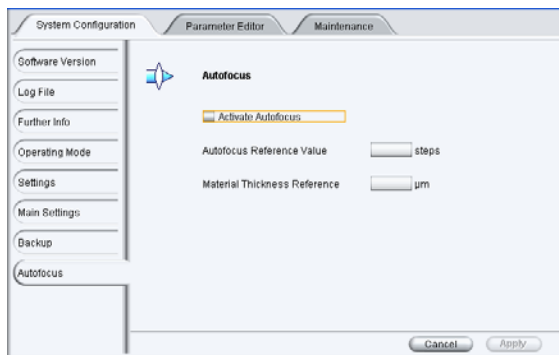 System Configuration Parameter Editor Maintenance
Software Version
Log File
Further Info
Operating Mode
Settings
Main Settings
Backup
Autofocus
Autofocus
Activate Autofocus
Autofocus Reference Value steps
Material Thickness Reference µm
Cancel Apply